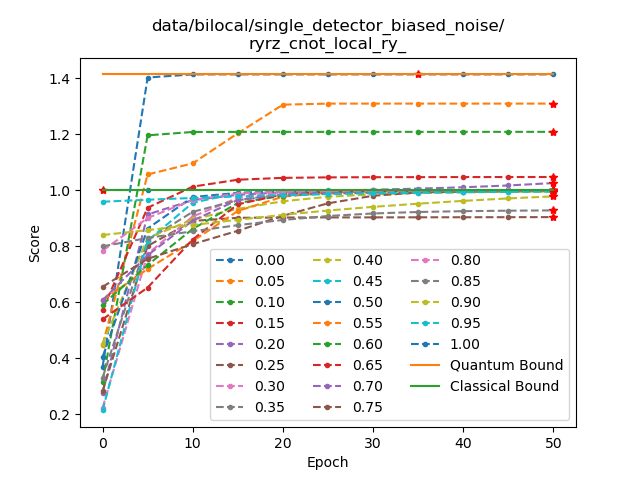 data/bilocal/single_detector_biased_noise/
ryrz_cnot_local_ry_
1.4
1.2
1.0
0.8
0.6
0.4
0.2
Score
0 10 20 30 40 50
Epoch
0.00 0.40 0.80
0.05 0.45 0.85
0.10 0.50 0.90
0.15 0.55 0.95
0.20 0.60 1.00
0.25 0.65 Quantum Bound
0.30 0.70 Classical Bound
0.35 0.75